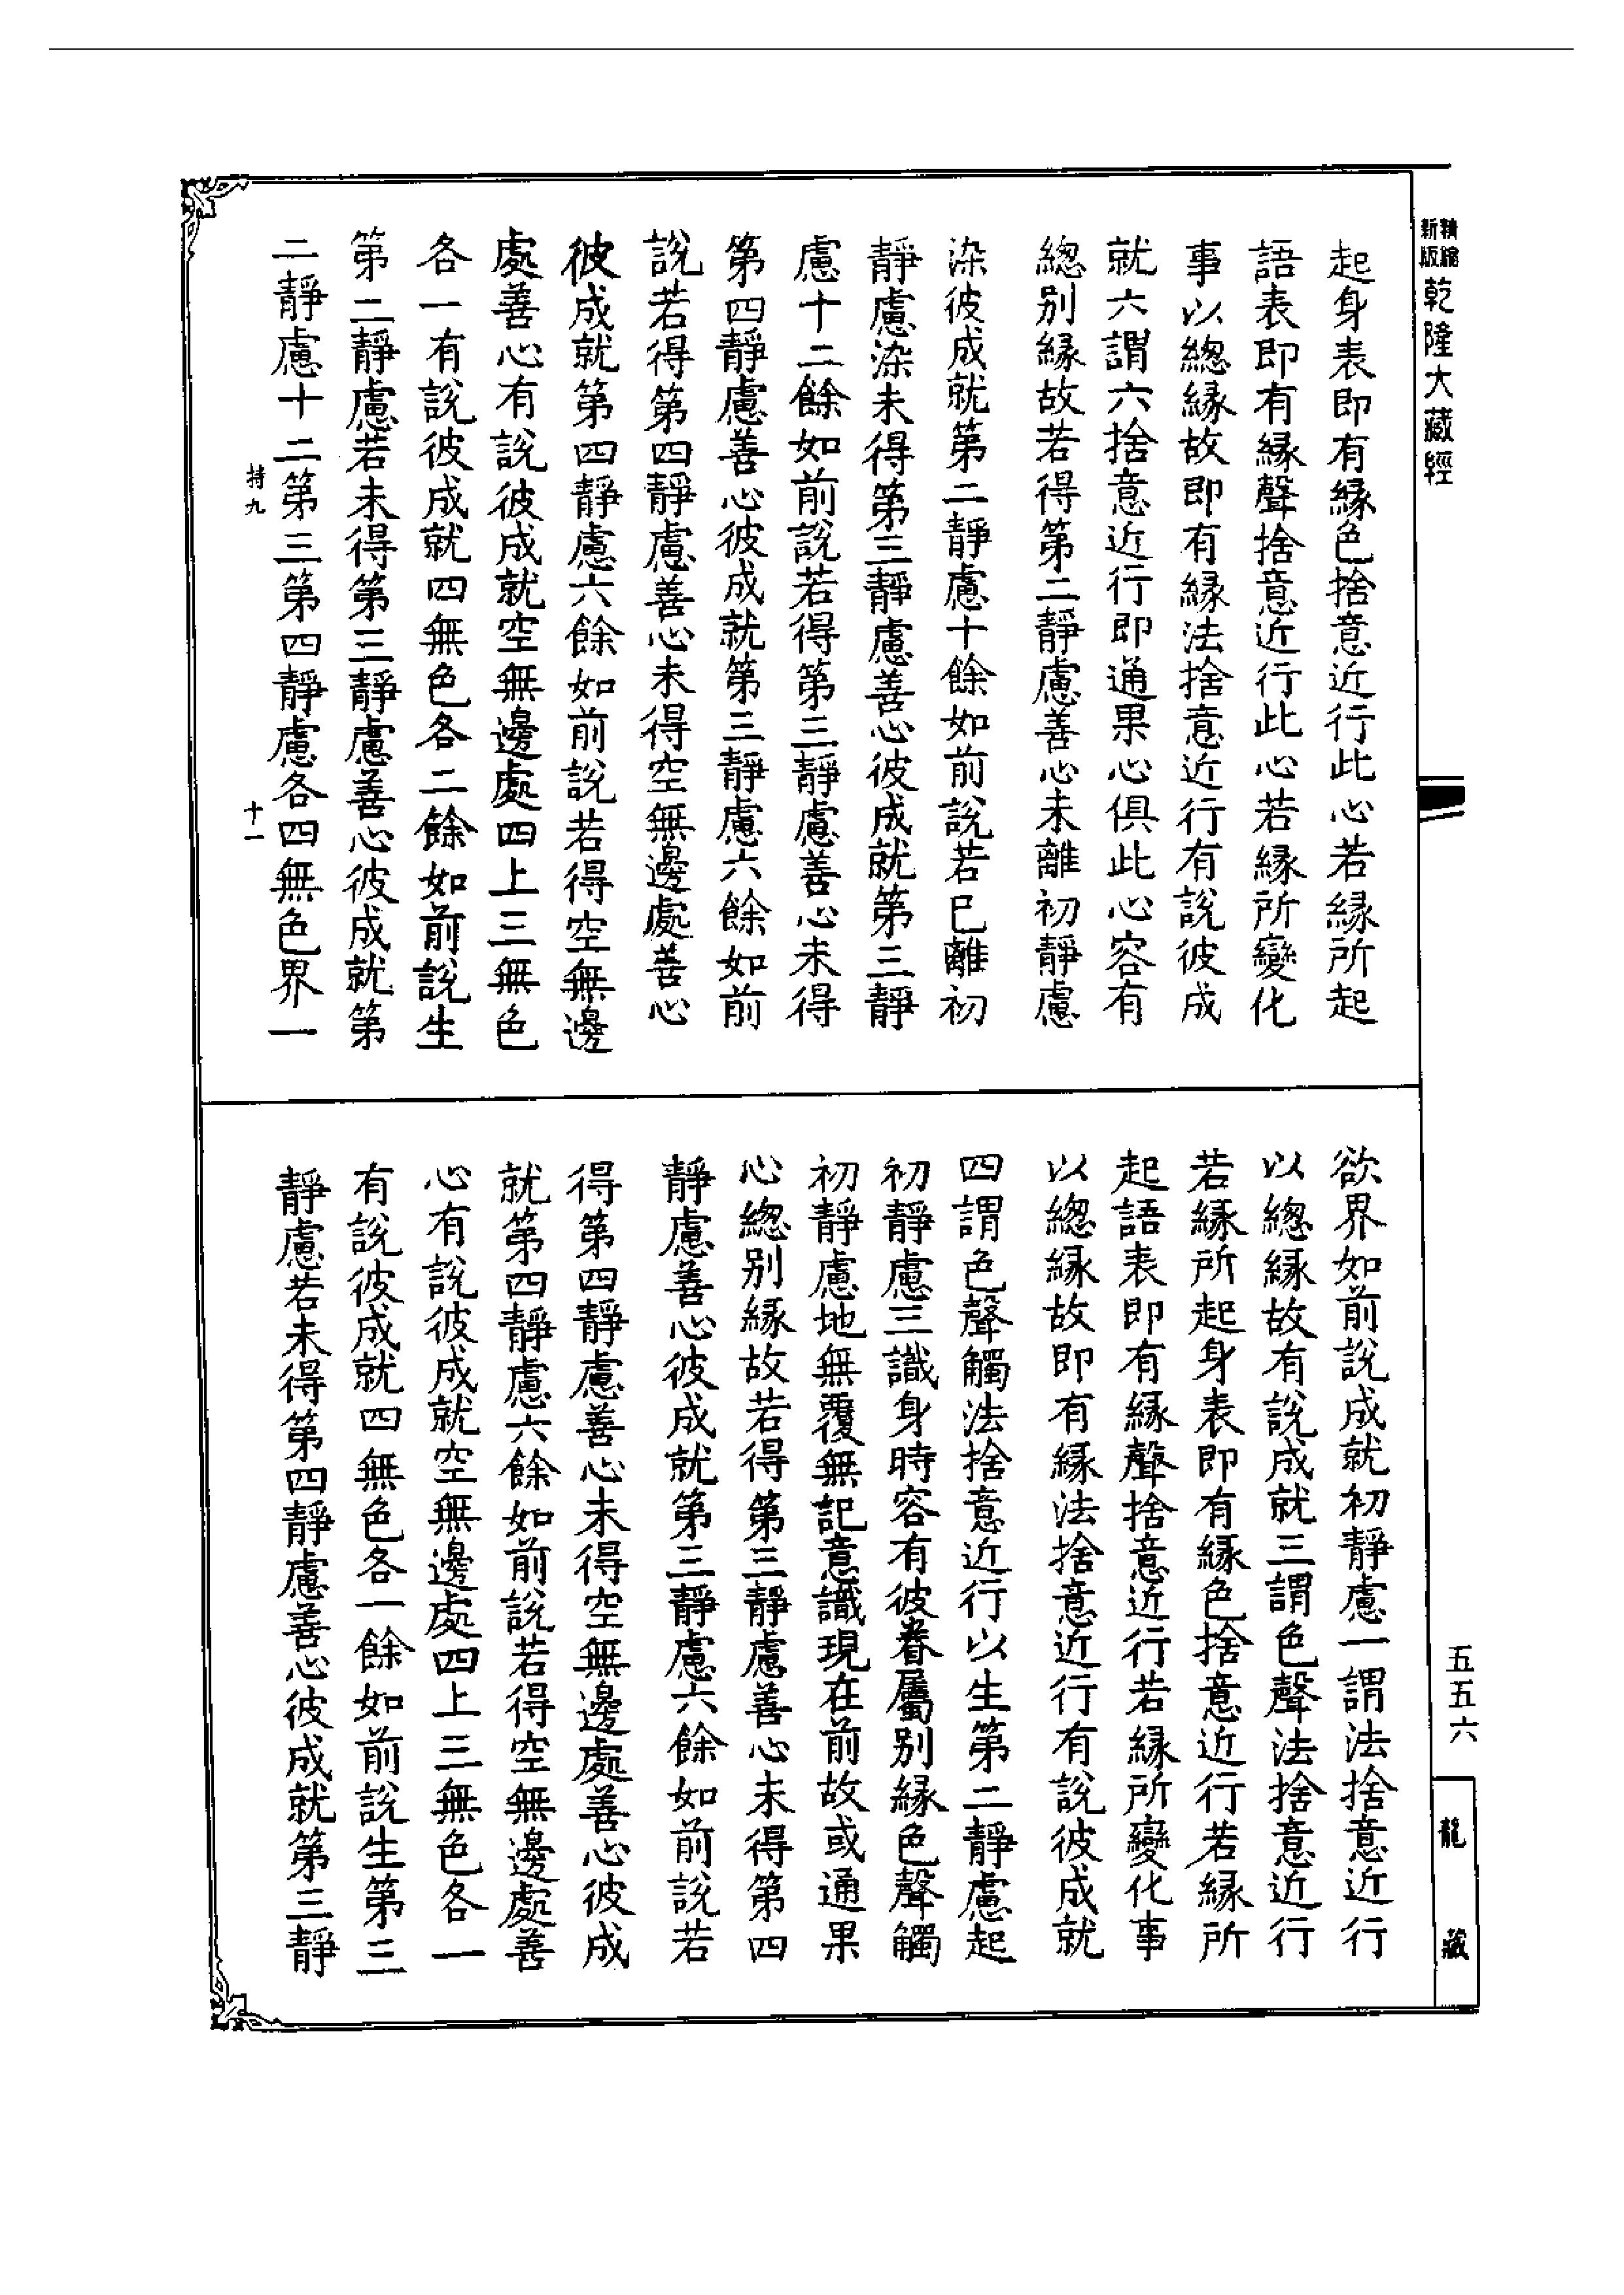 精縮新版乾隆大藏經
起身表即有緣色捨意近行此心若緣所起
語表即有緣聲捨意近行此心若緣所變化
事以總緣故即有緣法捨意近行有說彼成
就六謂六捨意近行即通果心俱此心容有
總別緣故若得第二靜慮善心未離初靜慮
染彼成就第二靜慮十餘如前說若已離初
靜慮染未得第三靜慮善心彼成就第三靜
慮十二餘如前說若得第三靜慮善心未得
第四靜慮善心彼成就第三靜慮六餘如前
說若得第四靜慮善心未得空無邊處善心
彼成就第四靜慮六餘如前說若得空無邊
處善心有說彼成就空無邊處四上三無色
各一有說彼成就四無色各二餘如前說生
第二靜慮若未得第三靜慮善心彼成就第
二靜慮十二第三第四靜慮各四無色界一
持九 十一
欲界如前說成就初靜慮一謂法捨意近行
以總緣故有說成就三謂色聲法捨意近行
若緣所起身表即有緣色捨意近行若緣所
起語表即有緣聲捨意近行若緣所變化事
以總緣故即有緣法捨意近行有說彼成就
四謂色聲觸法捨意近行以生第二靜慮起
初靜慮三識身時容有彼眷屬別緣色聲觸
初靜慮地無覆無記意識現在前故或通果
心總別緣故若得第三靜慮善心未得第四
靜慮善心彼成就第三靜慮六餘如前說若
得第四靜慮善心未得空無邊處善心彼成
就第四靜慮六餘如前說若得空無邊處善
心有說彼成就空無邊處四上三無色各一
有說彼成就四無色各一餘如前說生第三
靜慮若未得第四靜慮善心彼成就第三靜
五五六
龍藏